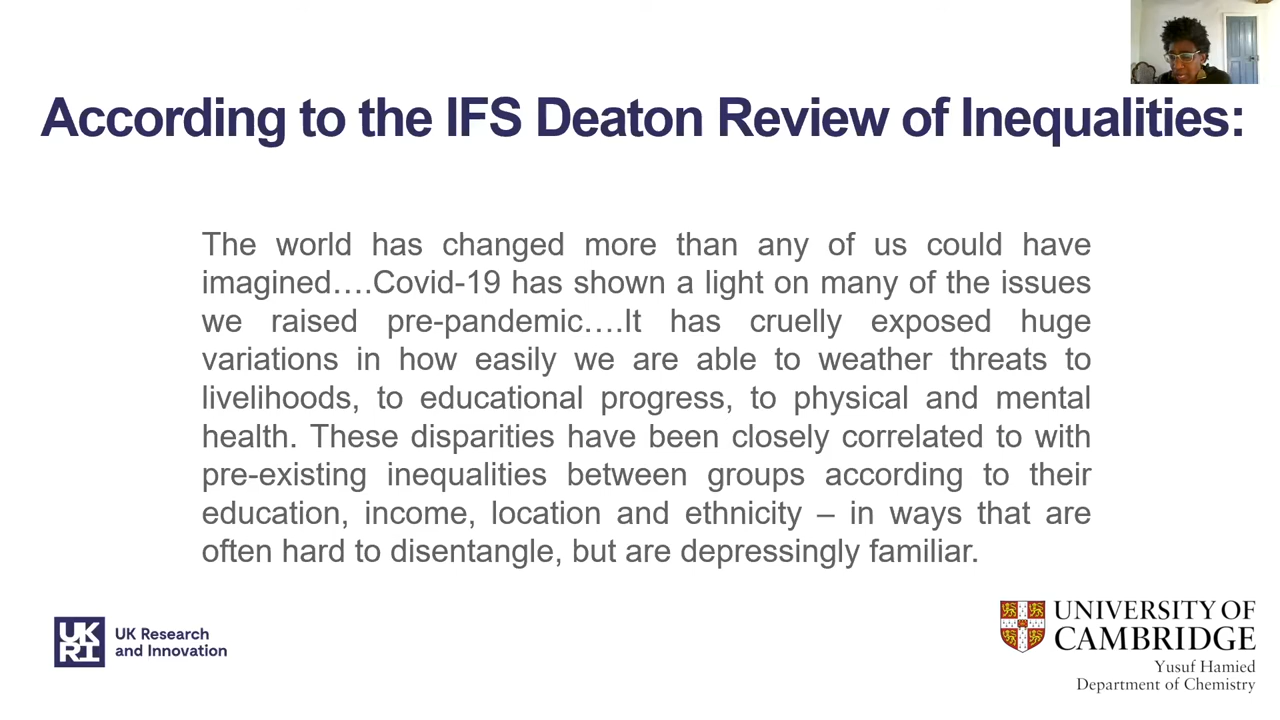 According to the IFS Deaton Review of Inequalities:
The world has changed more than any of us could have
imagined….Covid-19 has shown a light on many of the issues
we raised pre-pandemic….It has cruelly exposed huge
variations in how easily we are able to weather threats to
livelihoods, to educational progress, to physical and mental
health. These disparities have been closely correlated to with
pre-existing inequalities between groups according to their
education, income, location and ethnicity – in ways that are
often hard to disentangle, but are depressingly familiar.
UK
RI
UK Research
and Innovation
UNIVERSITY OF
CAMBRIDGE
Yusuf Hamied
Department of Chemistry